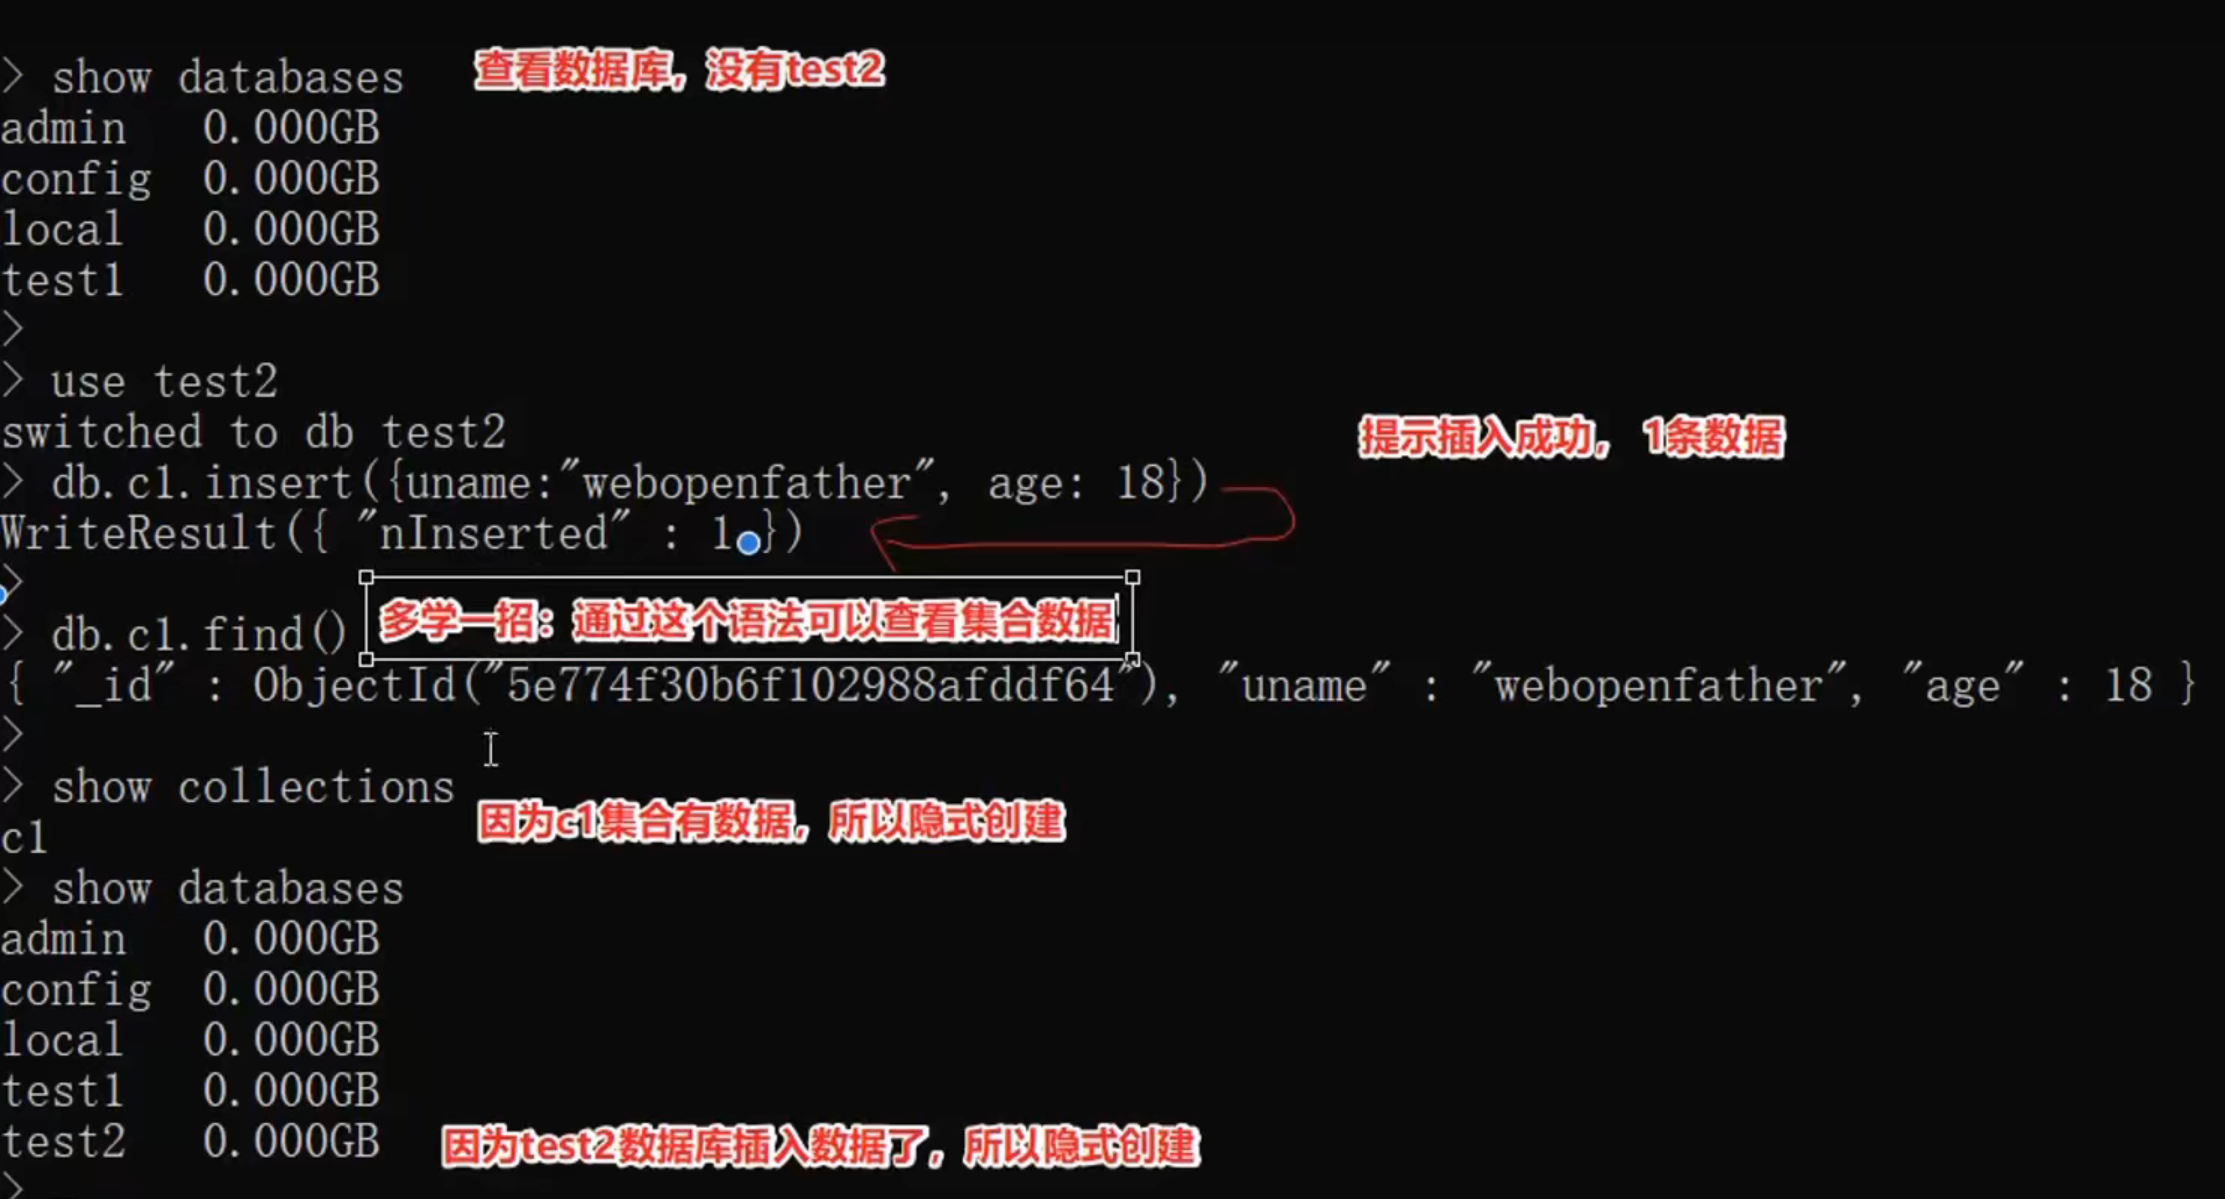 > show databases 查看数据库，没有test2
admin 0.000GB
config 0.000GB
local 0.000GB
test1 0.000GB
>
> use test2
switched to db test2
提示插入成功， 1条数据
> db.c1.insert({uname:"webopenfather", age: 18})
WriteResult({ "nInserted" : 1 })
>
> db.c1.find() 多学一招：通过这个语法可以查看集合数据
{ "_id" : ObjectId("5e774f30b6f102988afddf64"), "uname" : "webopenfather", "age" : 18 }
>
> show collections
因为c1集合有数据，所以隐式创建
c1
> show databases
admin 0.000GB
config 0.000GB
local 0.000GB
test1 0.000GB
test2 0.000GB 因为test2数据库插入数据了，所以隐式创建
>